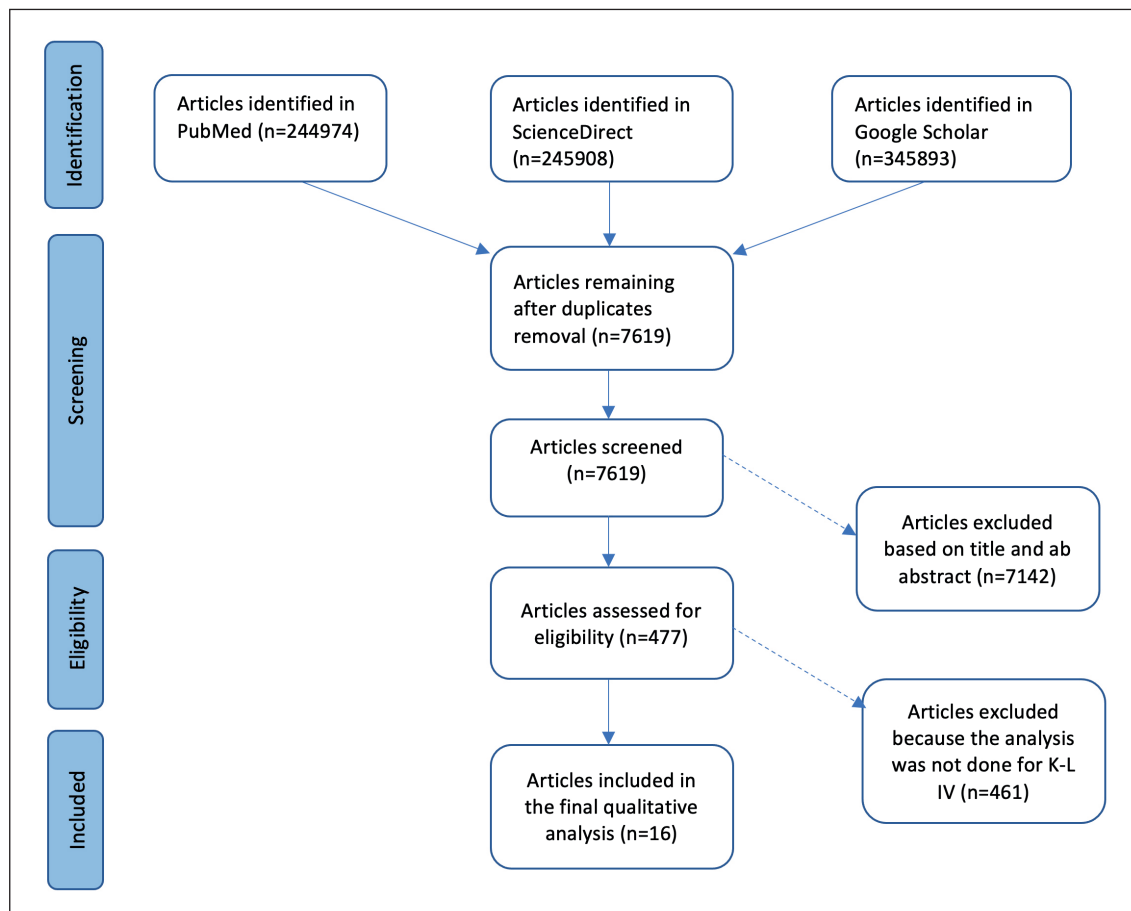 Identification
Articles identified in
PubMed (n=244974)
Articles identified in
ScienceDirect
(n=245908)
Articles identified in
Google Scholar
(n=345893)
Screening
Articles remaining
after duplicates
removal (n=7619)
Articles screened
(n=7619)
Articles excluded
based on title and ab
abstract (n=7142)
Eligibility
Articles assessed for
eligibility (n=477)
Articles excluded
because the analysis
was not done for K-L
IV (n=461)
Included
Articles included in
the final qualitative
analysis (n=16)